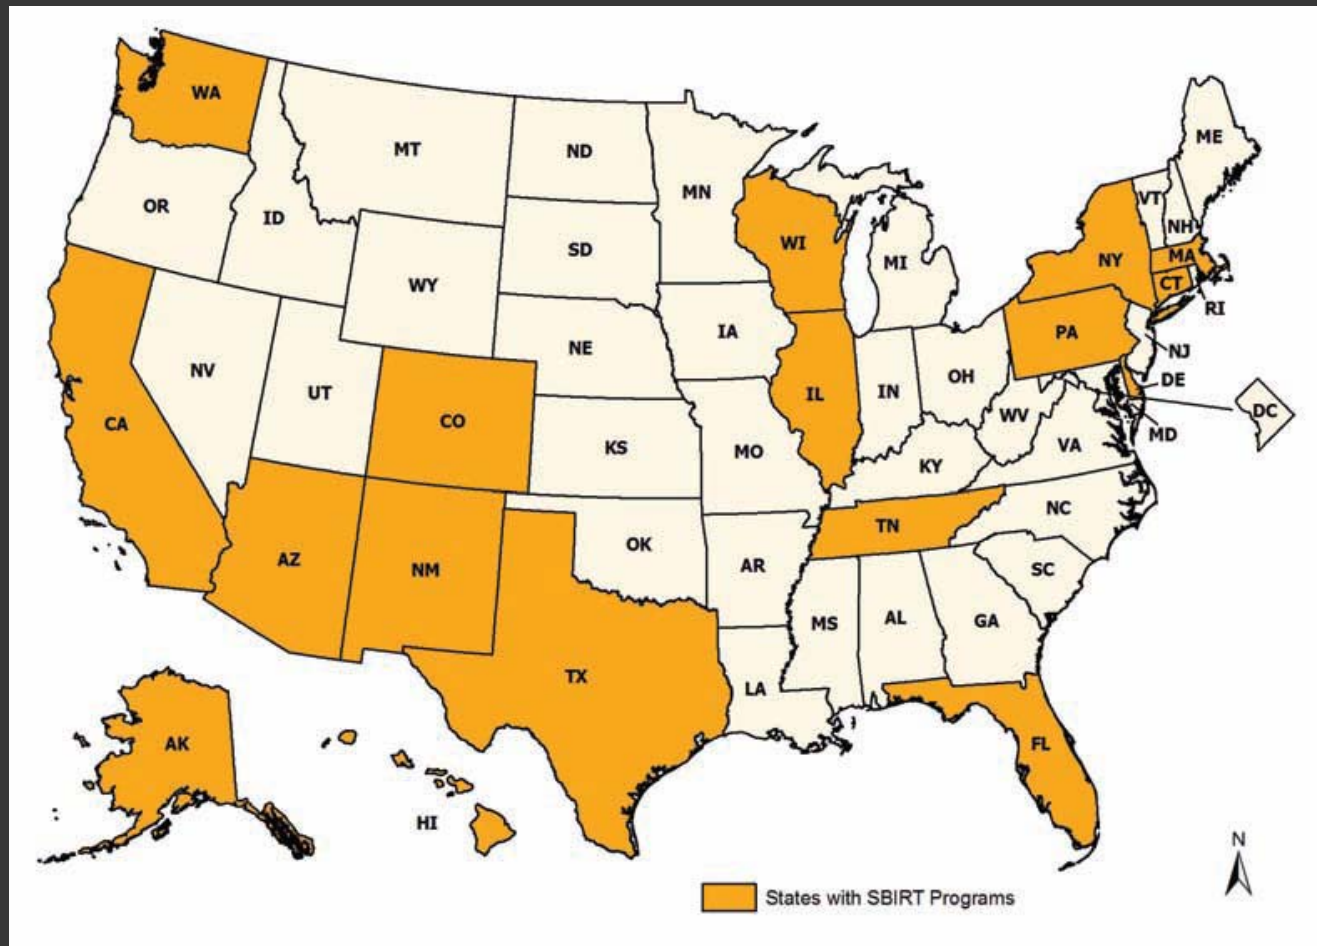 WA
MT
ND
MN
ME
VT
NH
OR
ID
SD
WI
MI
NY
MA
CT
RI
WY
IA
PA
NV
UT
NE
IL
IN
OH
NJ
DE
CA
CO
KS
MO
WV
KY
VA
DC
MD
AZ
NM
OK
AR
TN
NC
SC
MS
AL
GA
TX
LA
FL
AK
HI
N
States with SBIRT Programs